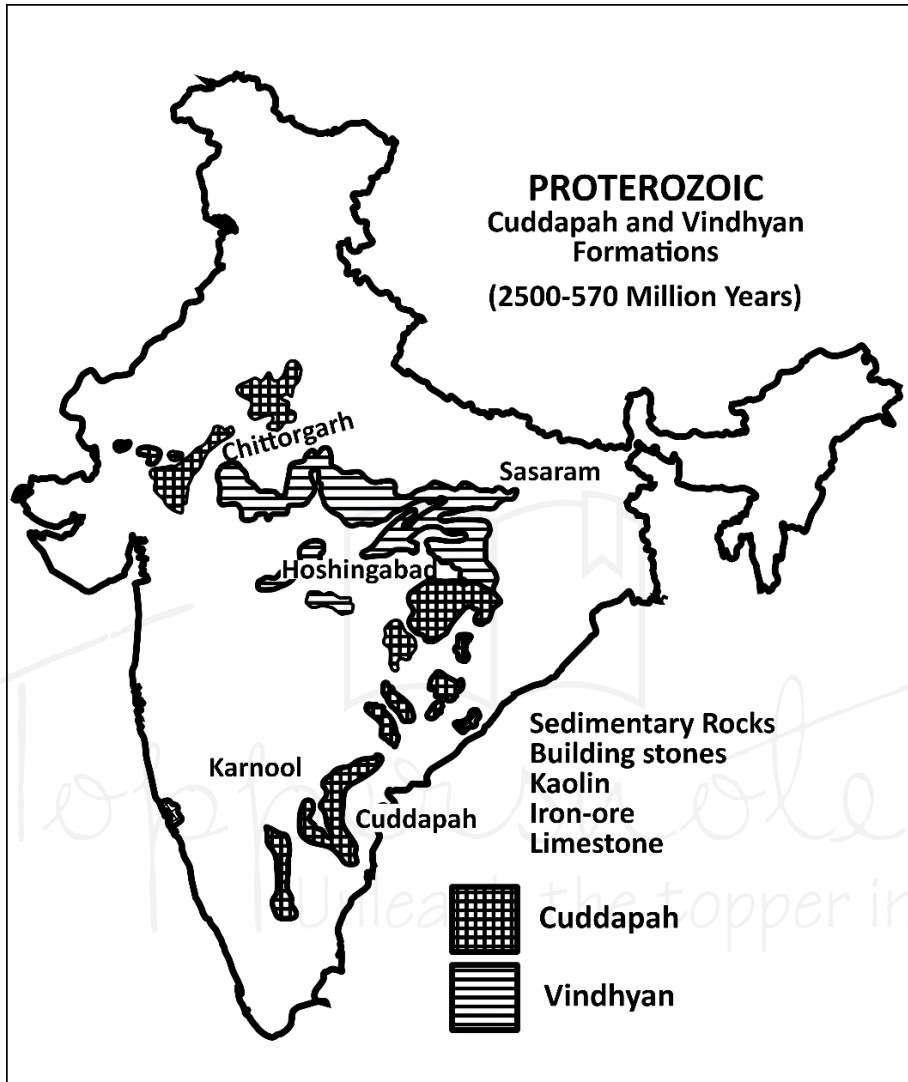 PROTEROZOIC
Cuddapah and Vindhyan
Formations
(2500-570 Million Years)
Chittorgarh
Sasaram
Hoshingabad
Karnool
Cuddapah
Sedimentary Rocks
Building stones
Kaolin
Iron-ore
Limestone
Cuddapah
Vindhyan